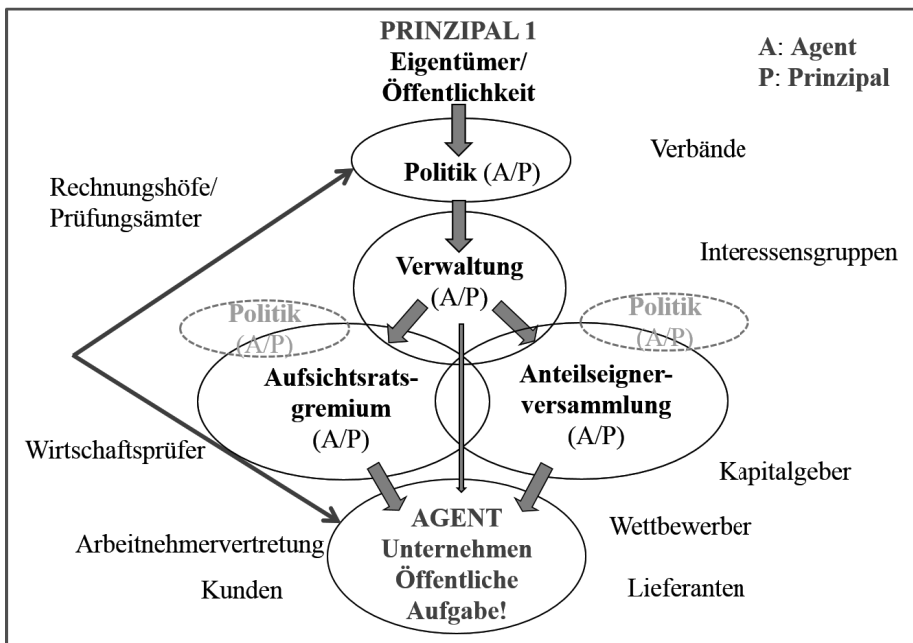 PRINZIPAL 1
Eigentümer/
Öffentlichkeit
A: Agent
P: Prinzipal
Politik (A/P)
Verbände
Rechnungshöfe/
Prüfungsämter
Verwaltung
(A/P)
Interessensgruppen
Politik
(A/P)
Politik
(A/P)
Aufsichtsrats-
gremium
(A/P)
Anteilseigner-
versammlung
(A/P)
Wirtschaftsprüfer
Kapitalgeber
AGENT
Unternehmen
Öffentliche
Aufgabe!
Wettbewerber
Arbeitnehmervertretung
Kunden
Lieferanten